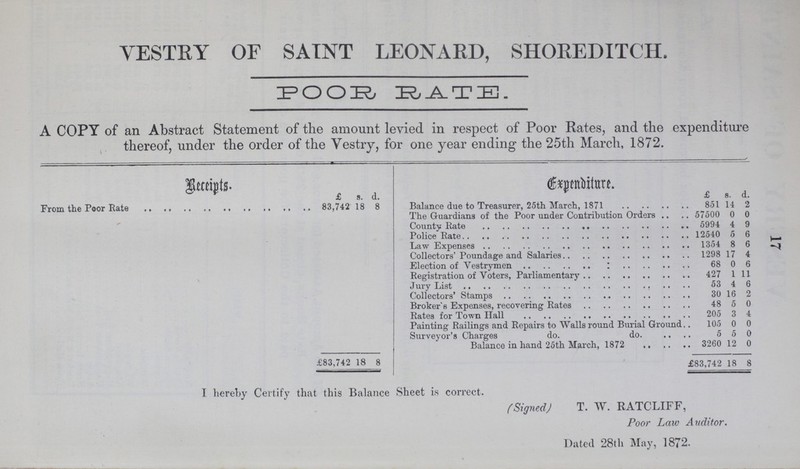 VESTRY OF SAINT LEONARD, SHOREDITCH.
POOR RATE.
A COPY of an Abstract Statement of the amount levied in respect of Poor Rates, and the expenditure
thereof, under the order of the Vestry, for one year ending the 25th March, 1872.
Receipts.
£ s. d.
From the Poor Rate .. .. .. .. .. .. .. .. .. .. .. 83,742 18 8
£83,742 18 8
Expenditure.
£ s. d.
Balance due to Treasurer, 25th March, 1871 .. .. .. .. .. 851 14 2
The Guardians of the Poor under Contribution Orders .. .. 57500 0 0
County Rate .. .. .. .. .. .. .. .. .. .. .. .. 5994 4 9
Police Rate.. .. .. .. .. .. .. .. .. .. .. .. .. 12540 5 6
Law Expenses .. .. .. .. .. .. .. .. .. .. .. .. 1354 8 6
Collectors' Poundage and Salaries.. .. .. .. .. .. .. .. 1298 17 4
Election of Vestrymen .. .. .. .. : .. .. .. .. .. 68 0 6
Registration of Voters, Parliamentary .. .. .. .. .. .. .. 427 1 11
Jury List .. .. .. .. .. .. .. .. .. .. .. .. .. 53 4 6
Collectors' Stamps .. .. .. .. .. .. .. .. .. .. .. 30 16 2
Broker's Expenses, recovering Rates .. .. .. .. .. .. .. 48 5 0
Rates for Town Hall .. .. .. .. .. .. .. .. .. .. 205 3 4
Painting Railings and Repairs to Walls round Burial Ground.. 105 0 0
Surveyor's Charges do. do. .. .. .. 5 5 0
Balance in hand 25th March, 1872 .. .. .. 3260 12 0
£83,742 18 8
17
I hereby Certify that this Balance Sheet is correct.
(Signed) T. W. RATCLIFF,
Poor Law Auditor.
Dated 28th May, 1872.